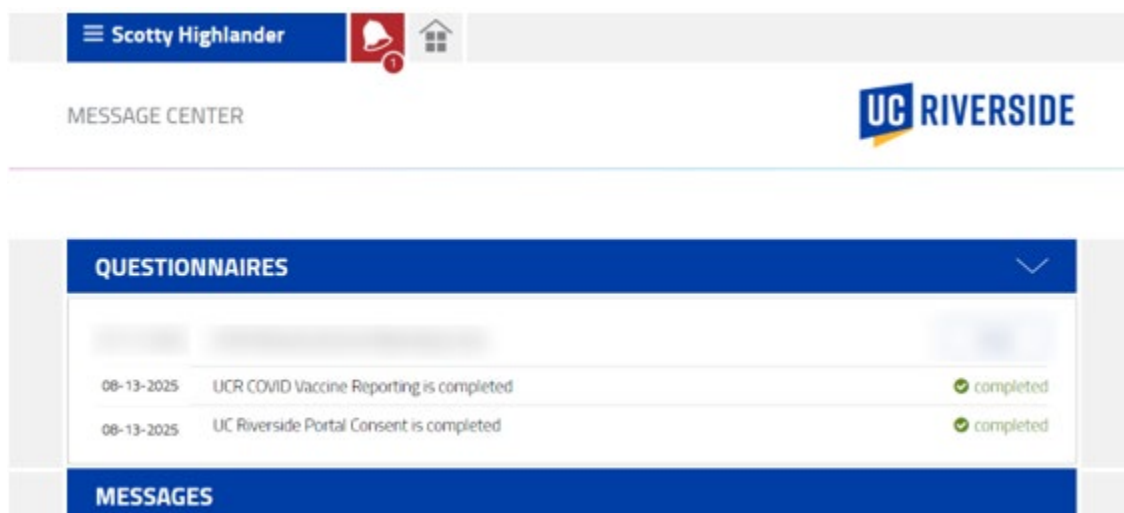 Scotty Highlander
1
MESSAGE CENTER
UC RIVERSIDE
QUESTIONNAIRES
08-13-2025 UCR COVID Vaccine Reporting is completed completed
08-13-2025 UC Riverside Portal Consent is completed completed
MESSAGES